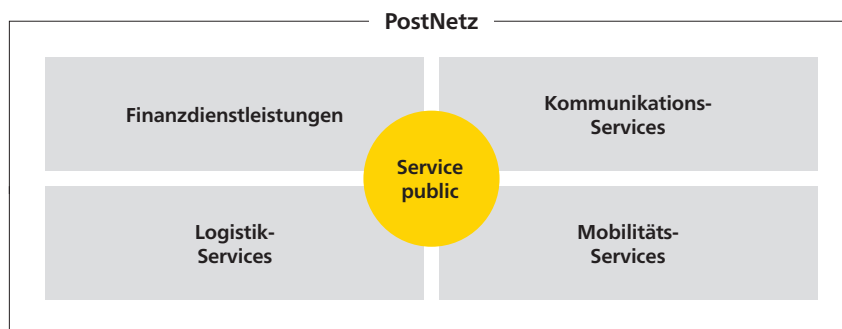 PostNetz
Finanzdienstleistungen
Kommunikations-
Services
Service
public
Logistik-
Services
Mobilitäts-
Services